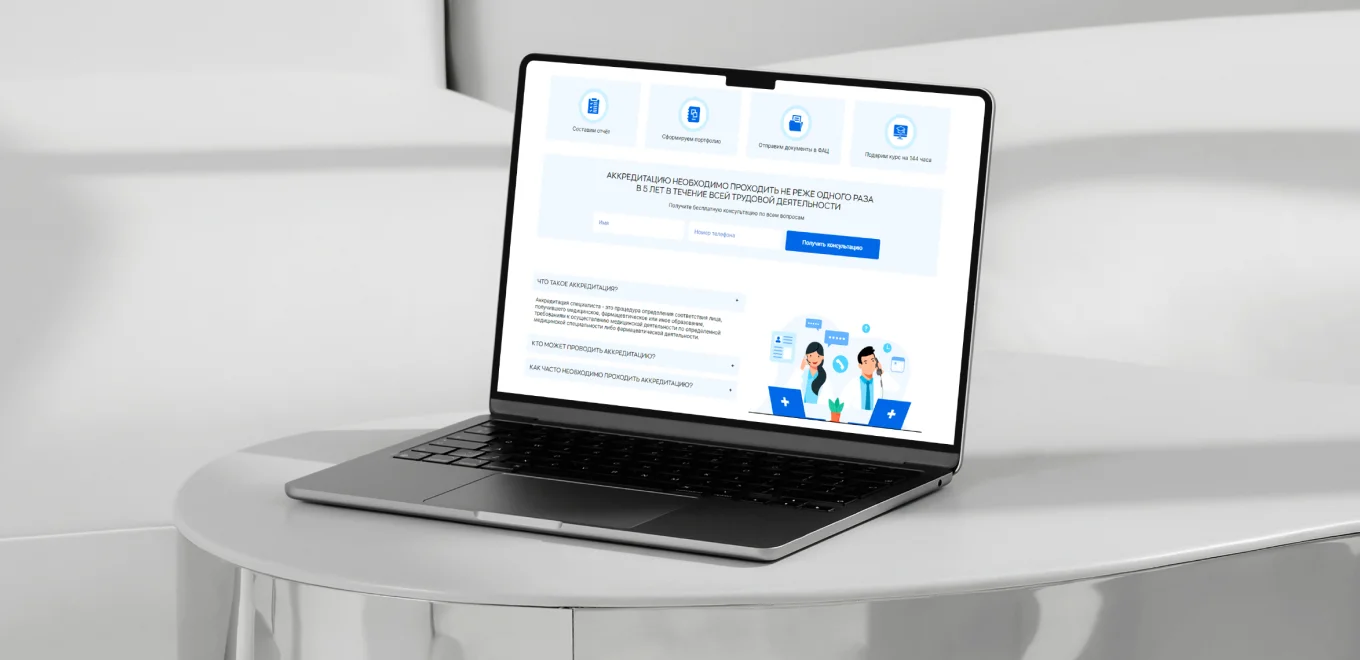 Составим отчёт
Сформируем портфолио
Отправим документы в ФАЦ
Подарим курс на 144 часа
АККРЕДИТАЦИЮ НЕОБХОДИМО ПРОХОДИТЬ НЕ РЕЖЕ ОДНОГО РАЗА
В 5 ЛЕТ В ТЕЧЕНИЕ ВСЕЙ ТРУДОВОЙ ДЕЯТЕЛЬНОСТИ
Получите бесплатную консультацию по всем вопросам
Имя
Номер телефона
Получить консультацию
ЧТО ТАКОЕ АККРЕДИТАЦИЯ?
Аккредитация специалиста - это процедура определения соответствия лица,
получившего медицинское, фармацевтическое или иное образование,
требованиям к осуществлению медицинской деятельности по определенной
медицинской специальности либо фармацевтической деятельности.
КТО МОЖЕТ ПРОВОДИТЬ АККРЕДИТАЦИЮ?
КАК ЧАСТО НЕОБХОДИМО ПРОХОДИТЬ АККРЕДИТАЦИЮ?